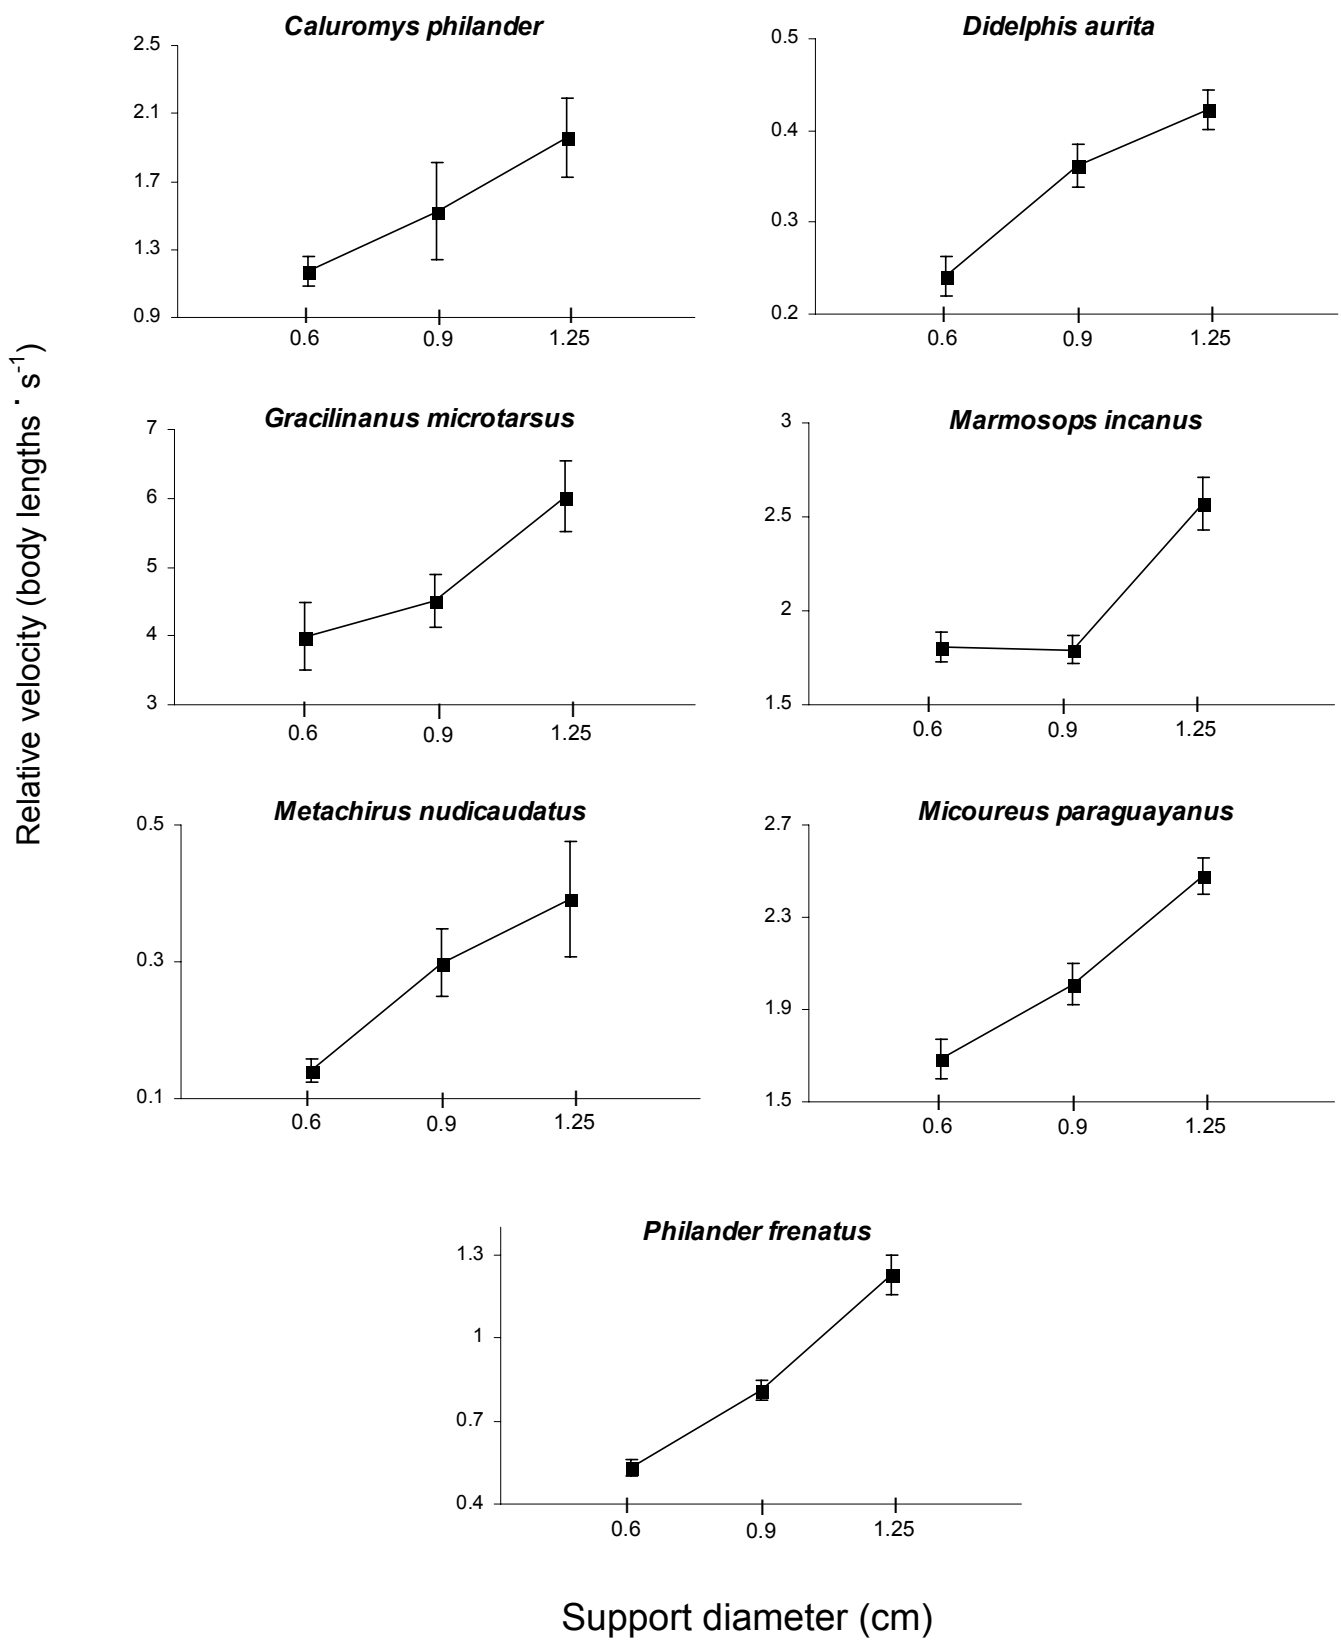 Relative velocity (body lengths · s-1)
Caluromys philander
2.5
2.1
1.7
1.3
0.9
0.6 0.9 1.25
Didelphis aurita
0.5
0.4
0.3
0.2
0.6 0.9 1.25
Gracilinanus microtarsus
7
6
5
4
3
0.6 0.9 1.25
Marmosops incanus
3
2.5
2
1.5
0.6 0.9 1.25
Metachirus nudicaudatus
0.5
0.3
0.1
0.6 0.9 1.25
Micoureus paraguayanus
2.7
2.3
1.9
1.5
0.6 0.9 1.25
Philander frenatus
1.3
1
0.7
0.4
0.6 0.9 1.25
Support diameter (cm)